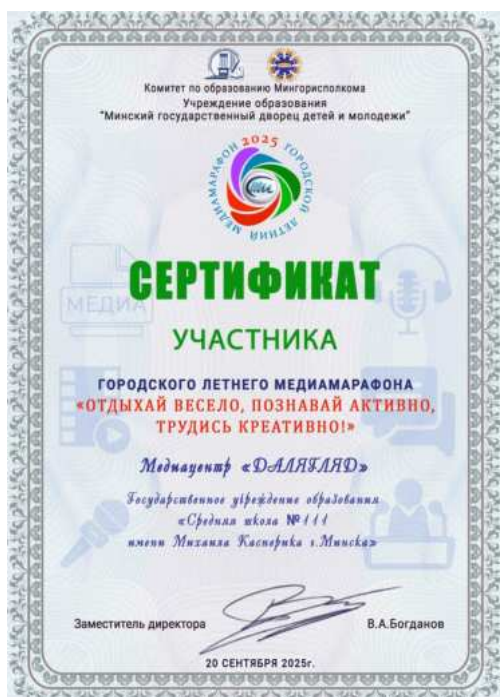 Комитет по образованию Мингорисполкома
Учреждение образования
"Минский государственный дворец детей и молодежи"
ГОРОДСКОЙ ЛЕТНИЙ МЕДИАМАРАФОН 2025
МИНИТЭМ
СЕРТИФИКАТ
МЕДИА
УЧАСТНИКА
ГОРОДСКОГО ЛЕТНЕГО МЕДИАМАРАФОНА
«ОТДЫХАЙ ВЕСЕЛО, ПОЗНАВАЙ АКТИВНО,
ТРУДИСЬ КРЕАТИВНО!»
Медиацентр «ДАЛЯГЛЯД»
Государственное учреждение образования
«Средняя школа №111
имени Михаила Касперика г.Минска»
Заместитель директора
В.А.Богданов
20 СЕНТЯБРЯ 2025г.